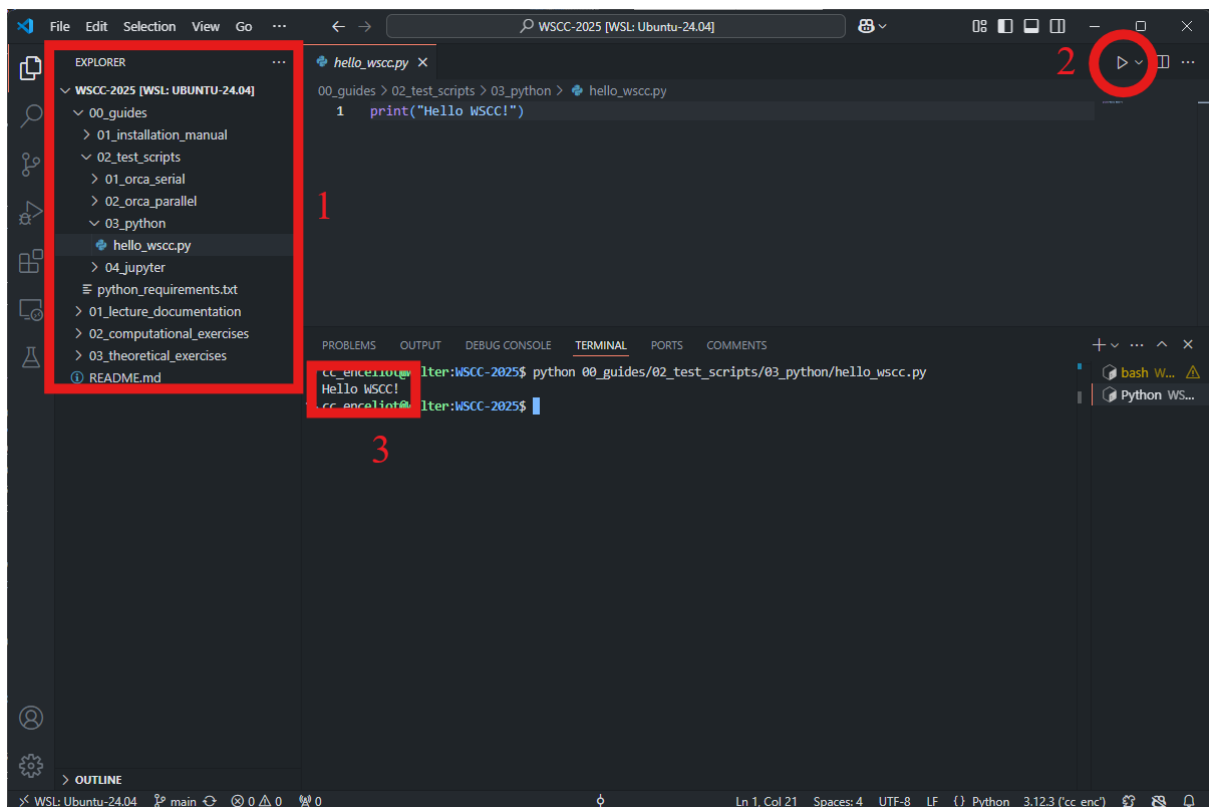 File Edit Selection View Go ··· ← → WSCC-2025 [WSL: Ubuntu-24.04]
EXPLORER ···
WSCC-2025 [WSL: UBUNTU-24.04]
00_guides
01_installation_manual
02_test_scripts
01_orca_serial
02_orca_parallel
03_python
hello_wscc.py
04_jupyter
python_requirements.txt
01_lecture_documentation
02_computational_exercises
03_theoretical_exercises
README.md
OUTLINE
1
hello_wscc.py
2
00_guides > 02_test_scripts > 03_python > hello_wscc.py
1 print("Hello WSCC!")
PROBLEMS OUTPUT DEBUG CONSOLE TERMINAL PORTS COMMENTS
python 00_guides/02_test_scripts/03_python/hello_wscc.py
Hello WSCC!
lter:WSCC-2025$
3
bash W...
Python WS...
WSL: Ubuntu-24.04 main 0 0 0 Ln 1, Col 21 Spaces: 4 UTF-8 LF {} Python 3.12.3 ('cc_enc')